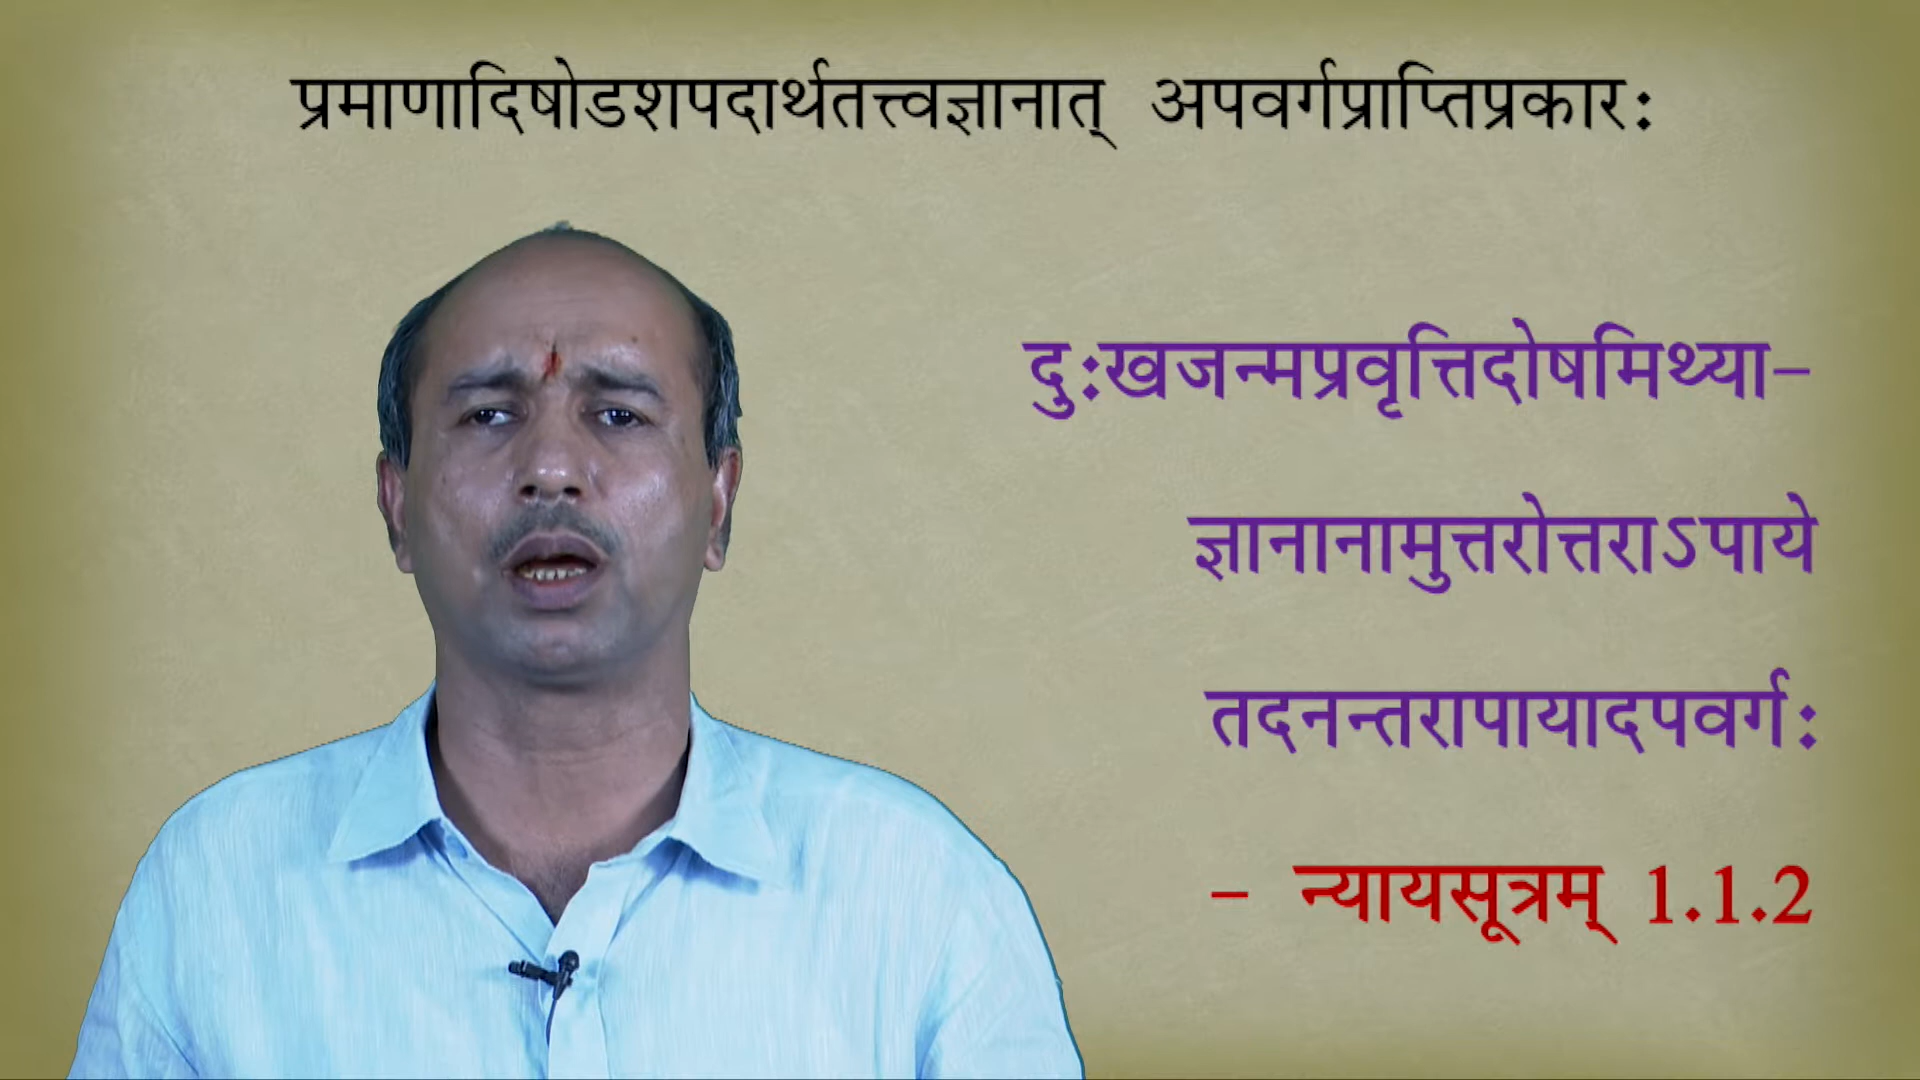 प्रमाणादिषोडशपदार्थतत्त्वज्ञानात् अपवर्गप्राप्तिप्रकारः
दुःखजन्मप्रवृत्तिदोषमिथ्या-
ज्ञानानामुत्तरोत्तराऽपाये
तदनन्तरापायादपवर्गः
- न्यायसूत्रम् 1.1.2